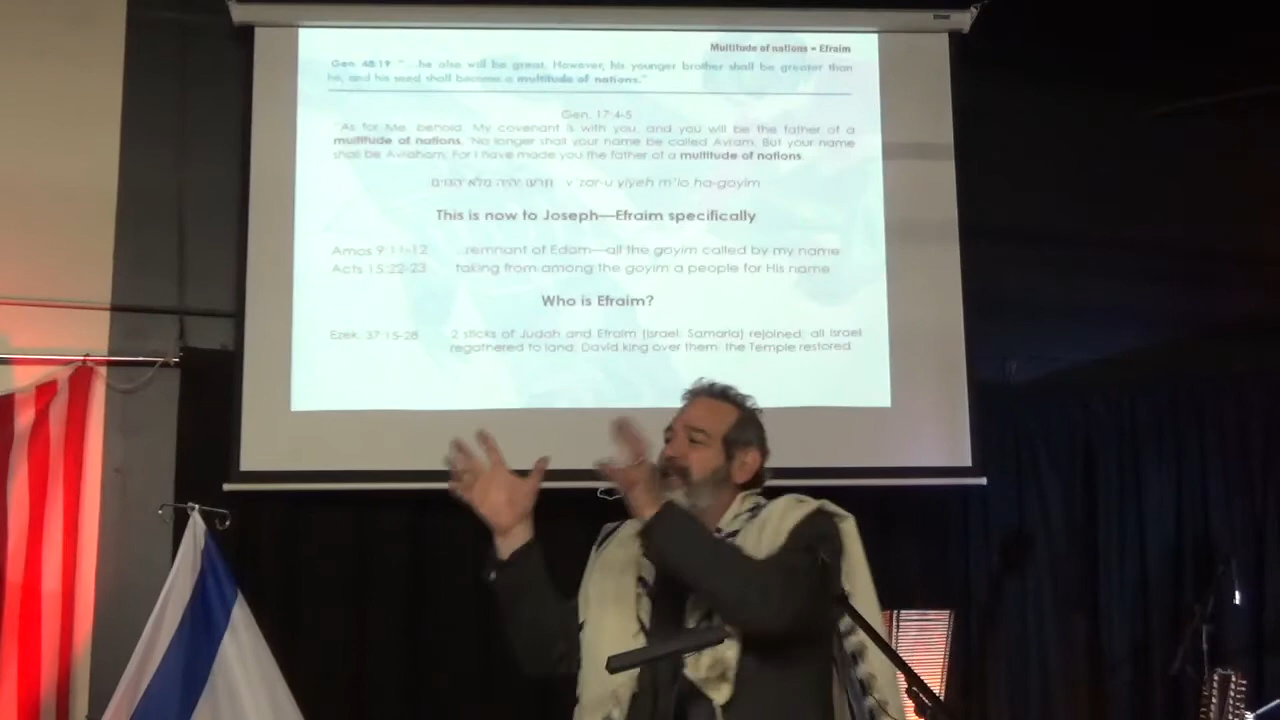 Multitude of nations = Efraim
Gen. 48:19 "...he also will be great. However, his younger brother shall be greater than
he, and his seed shall become a multitude of nations."
Gen. 17:4-5
"As for Me, behold, My covenant is with you, and you will be the father of a
multitude of nations. No longer shall your name be called Avram, But your name
shall be Avraham; For I have made you the father of a multitude of nations.
יהיה מלא הגוים v'zar-u yiyeh m'lo ha-goyim
This is now to Joseph—Efraim specifically
Amos 9:11-12 ...remnant of Edom—all the goyim called by my name
Acts 15:22-23 taking from among the goyim a people for His name
Who is Efraim?
Ezek. 37:15-28 2 sticks of Judah and Efraim (Israel, Samaria) rejoined; all Israel
regathered to land; David king over them; the Temple restored